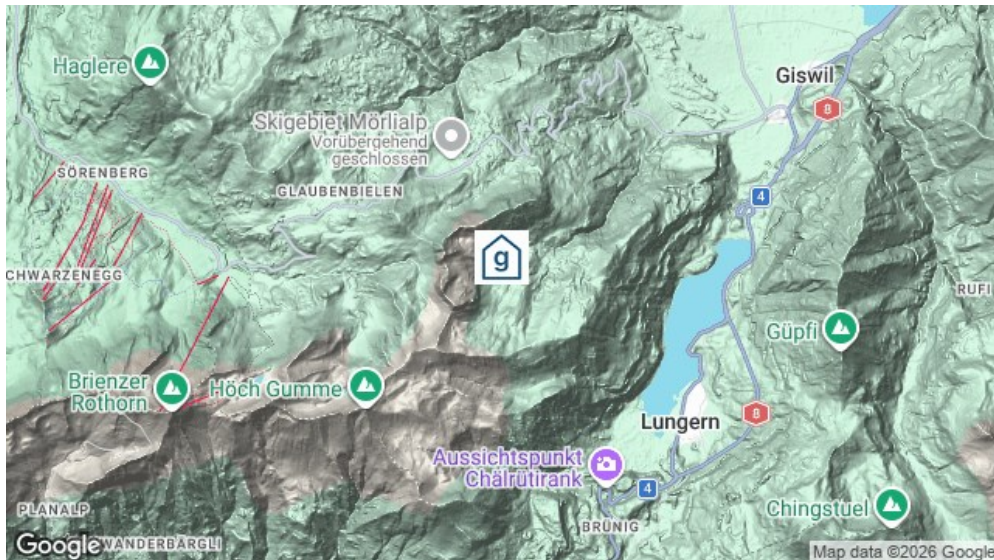 Haglere
Giswil
8
Skigebiet Mörlialp
Vorübergehend
geschlossen
SÖRENBERG
GLAUBENBIELEN
4
g
CHWARZENEGG
RUFI
Güpfi
Brienzer
Rothorn
Höch Gumme
8
Lungern
Aussichtspunkt
Chälrütirank
4
PLANALP
Chingstuel
BRÜNIG
Google
WANDERBÄRGLI
Map data ©2026 Google